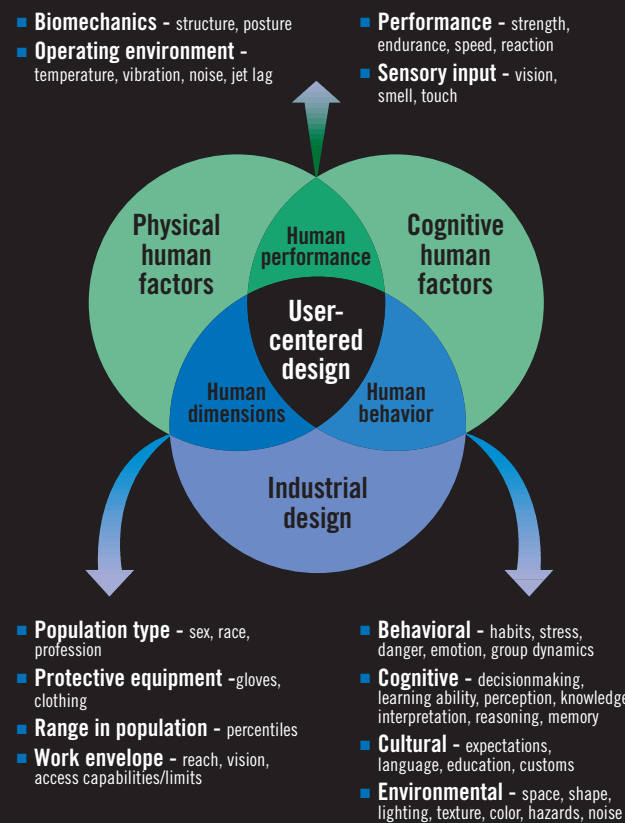 Biomechanics - structure, posture
Operating environment -
temperature, vibration, noise, jet lag
Performance - strength,
endurance, speed, reaction
Sensory input - vision,
smell, touch
Physical
human
factors
Human
performance
Cognitive
human
factors
User-
centered
design
Human
dimensions
Human
behavior
Industrial
design
Population type - sex, race,
profession
Protective equipment -gloves,
clothing
Range in population - percentiles
Work envelope - reach, vision,
access capabilities/limits
Behavioral - habits, stress,
danger, emotion, group dynamics
Cognitive - decisionmaking,
learning ability, perception, knowledge
interpretation, reasoning, memory
Cultural - expectations,
language, education, customs
Environmental - space, shape,
lighting, texture, color, hazards, noise